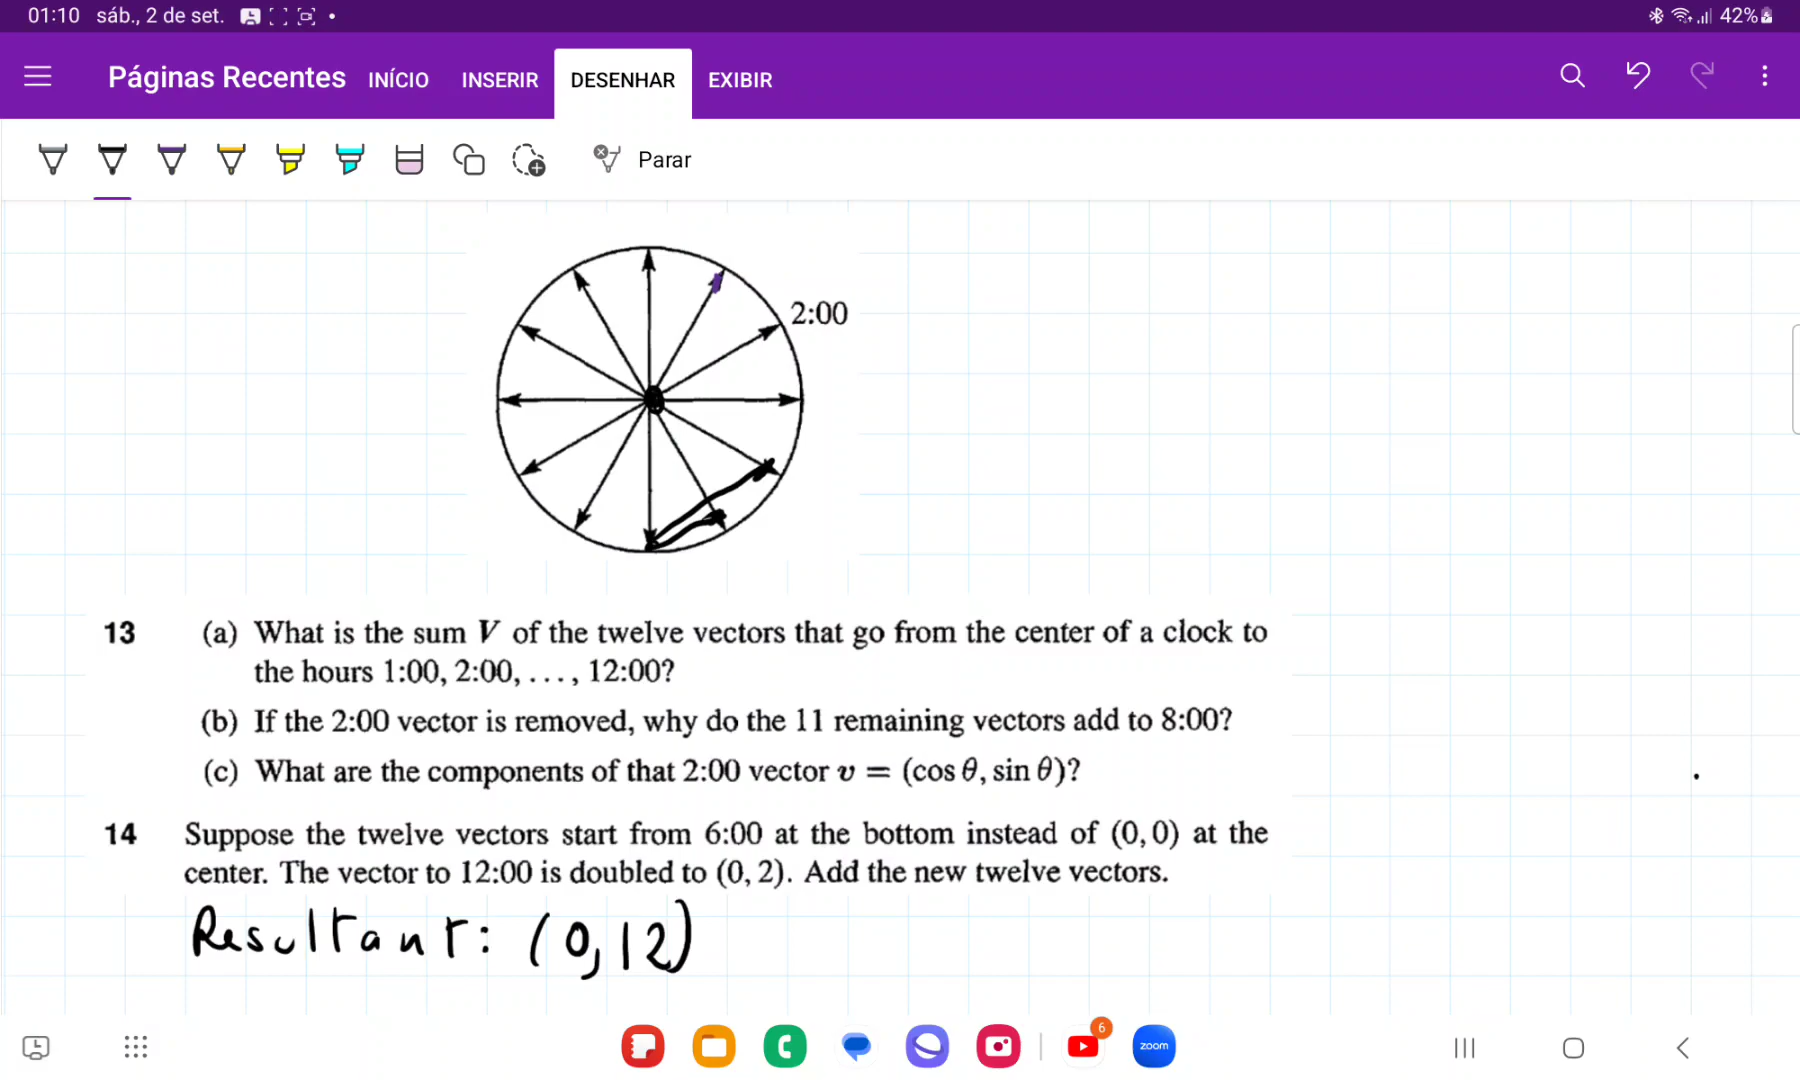 01:10 sáb., 2 de set.
42%
Páginas Recentes INÍCIO INSERIR DESENHAR EXIBIR
Parar
2:00
13 (a) What is the sum V of the twelve vectors that go from the center of a clock to
the hours 1:00, 2:00, . . . , 12:00?
(b) If the 2:00 vector is removed, why do the 11 remaining vectors add to 8:00?
(c) What are the components of that 2:00 vector v = (cos θ, sin θ)?
14 Suppose the twelve vectors start from 6:00 at the bottom instead of (0, 0) at the
center. The vector to 12:00 is doubled to (0, 2). Add the new twelve vectors.
Resultant: (0,12)
6
zoom